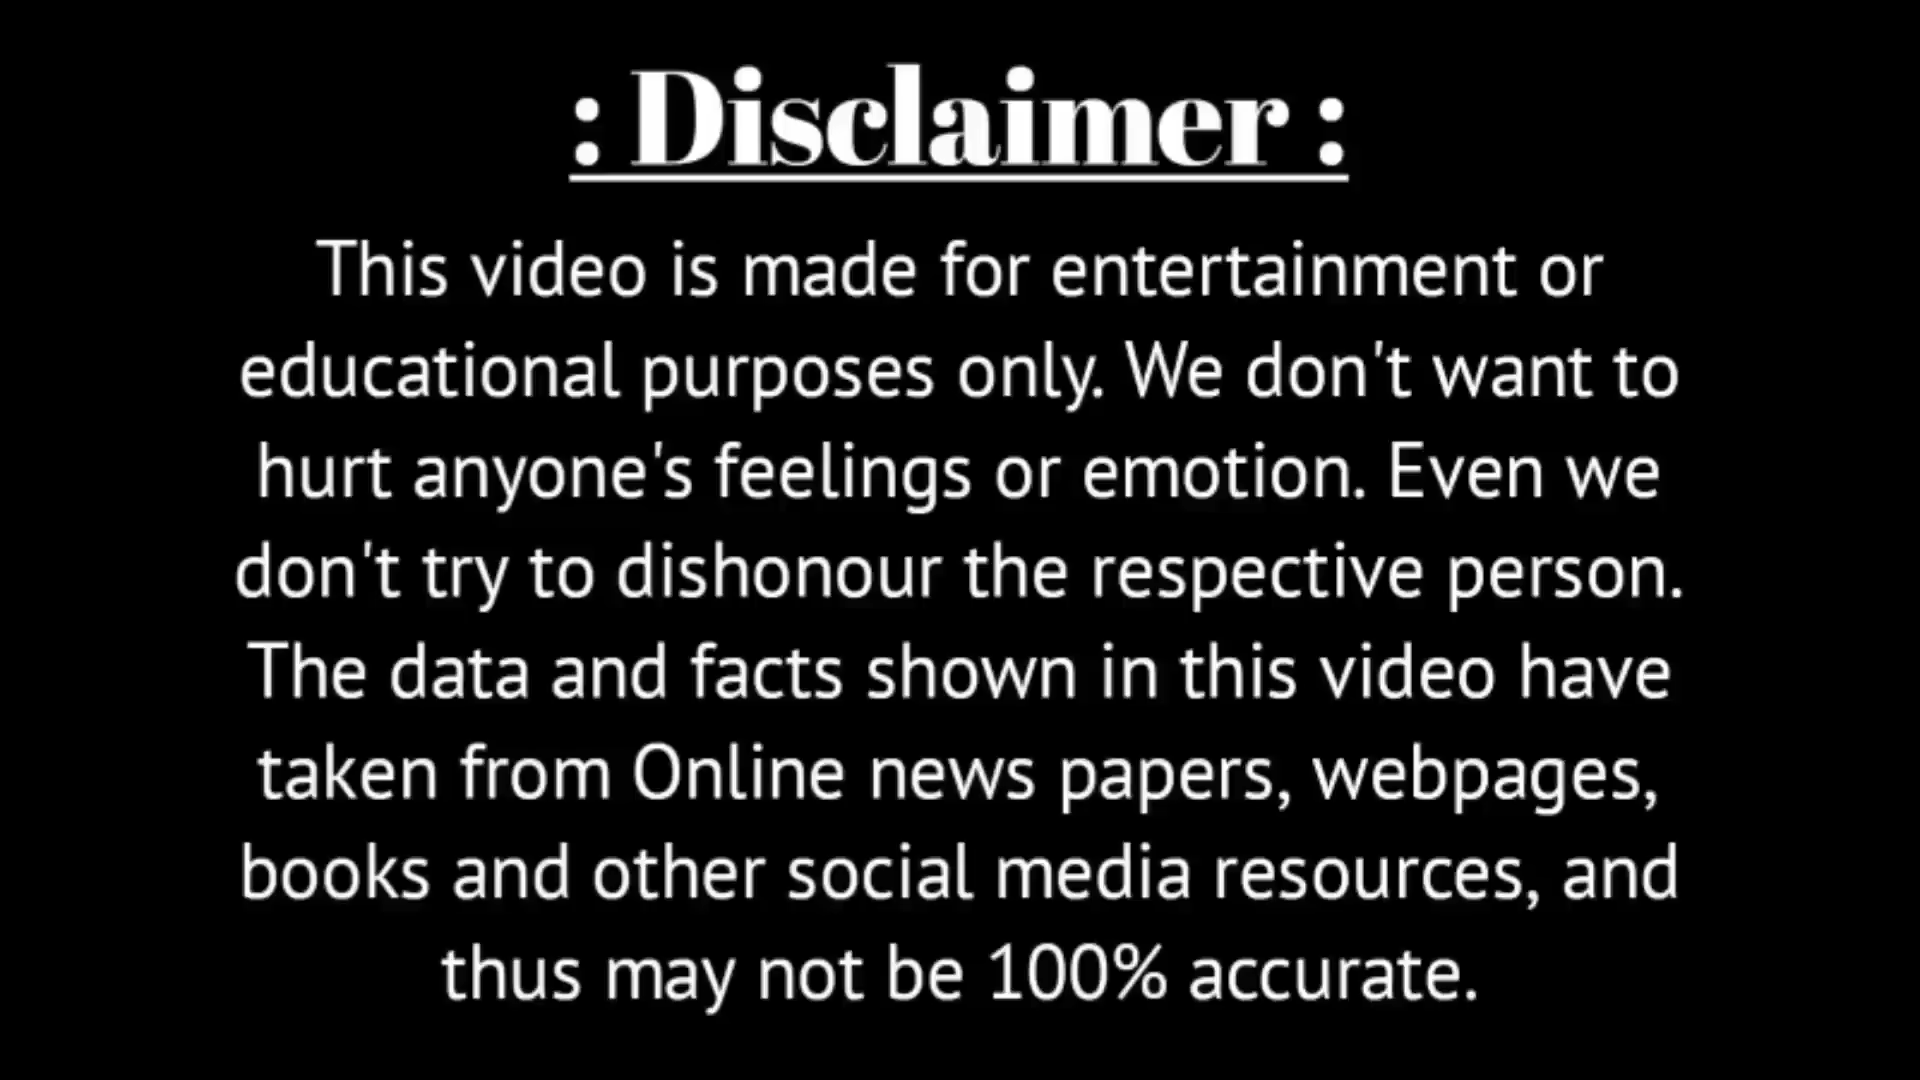 : Disclaimer :
This video is made for entertainment or
educational purposes only. We don't want to
hurt anyone's feelings or emotion. Even we
don't try to dishonour the respective person.
The data and facts shown in this video have
taken from Online news papers, webpages,
books and other social media resources, and
thus may not be 100% accurate.